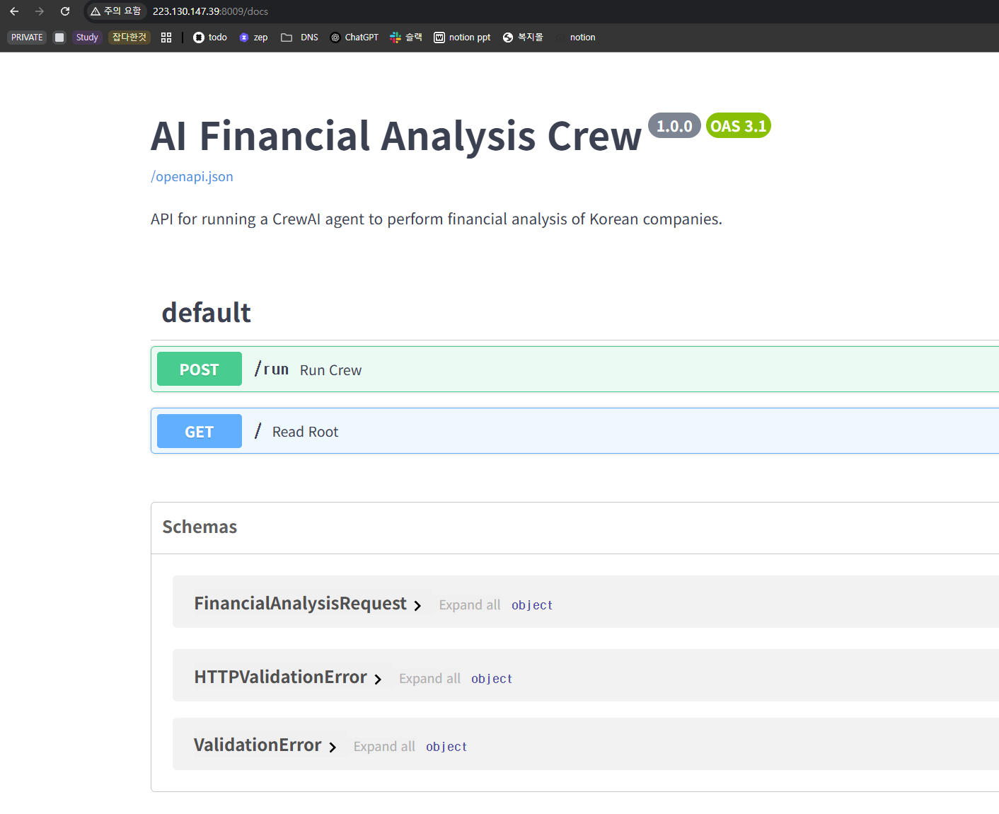 주의 요함 223.130.147.39:8009/docs
PRIVATE Study 잡다한것 todo zep DNS ChatGPT 슬랙 notion ppt 복지몰 notion
AI Financial Analysis Crew 1.0.0 OAS 3.1
/openapi.json
API for running a CrewAI agent to perform financial analysis of Korean companies.
default
POST /run Run Crew
GET / Read Root
Schemas
FinancialAnalysisRequest Expand all object
HTTPValidationError Expand all object
ValidationError Expand all object